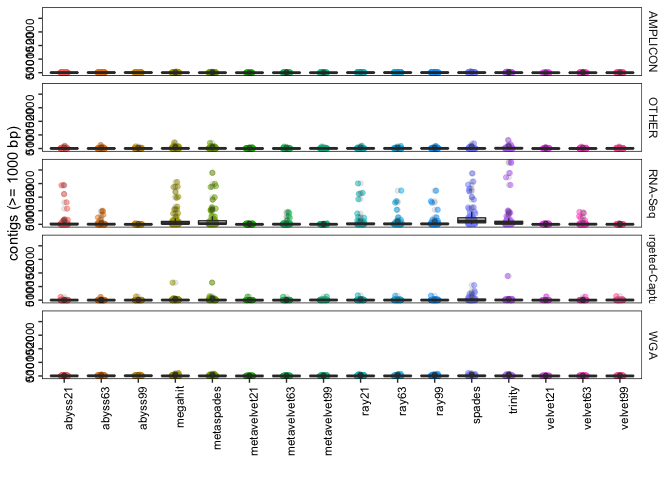 contigs (>= 1000 bp)
AMPLICON
OTHER
RNA-Seq
rgeted-Captu
WGA
abyss21
abyss63
abyss99
megahit
metaspades
metavelvet21
metavelvet63
metavelvet99
ray21
ray63
ray99
spades
trinity
velvet21
velvet63
velvet99